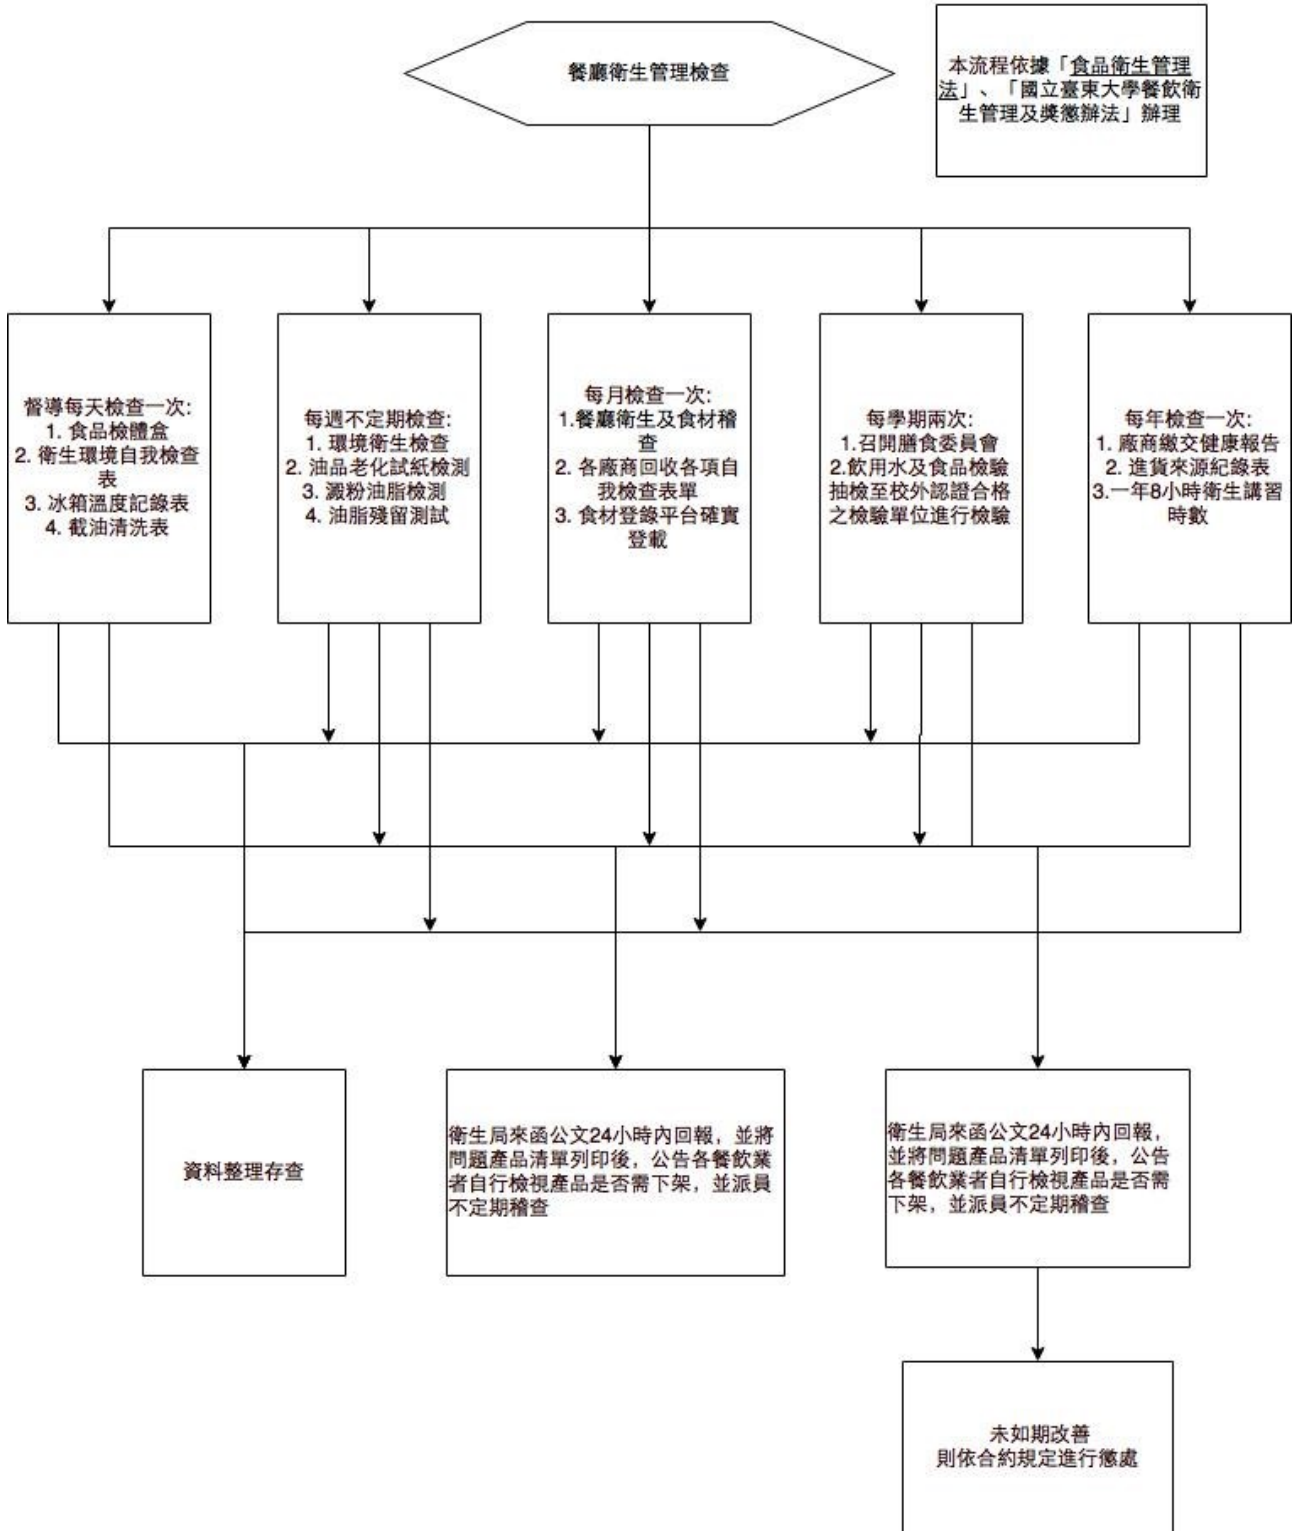 餐廳衛生管理檢查
本流程依據「食品衛生管理
法」、「國立臺東大學餐飲衛
生管理及獎懲辦法」辦理
督導每天檢查一次:
1. 食品檢體盒
2. 衛生環境自我檢查
表
3. 冰箱溫度記錄表
4. 截油清洗表
每週不定期檢查:
1. 環境衛生檢查
2. 油品老化試紙檢測
3. 澱粉油脂檢測
4. 油脂殘留測試
每月檢查一次:
1.餐廳衛生及食材稽
查
2. 各廠商回收各項自
我檢查表單
3. 食材登錄平台確實
登載
每學期兩次:
1.召開膳食委員會
2.飲用水及食品檢驗
抽檢至校外認證合格
之檢驗單位進行檢驗
每年檢查一次:
1. 廠商繳交健康報告
2. 進貨來源紀錄表
3.一年8小時衛生講習
時數
資料整理存查
衛生局來函公文24小時內回報，並將
問題產品清單列印後，公告各餐飲業
者自行檢視產品是否需下架，並派員
不定期稽查
衛生局來函公文24小時內回報，
並將問題產品清單列印後，公告
各餐飲業者自行檢視產品是否需
下架，並派員不定期稽查
未如期改善
則依合約規定進行懲處